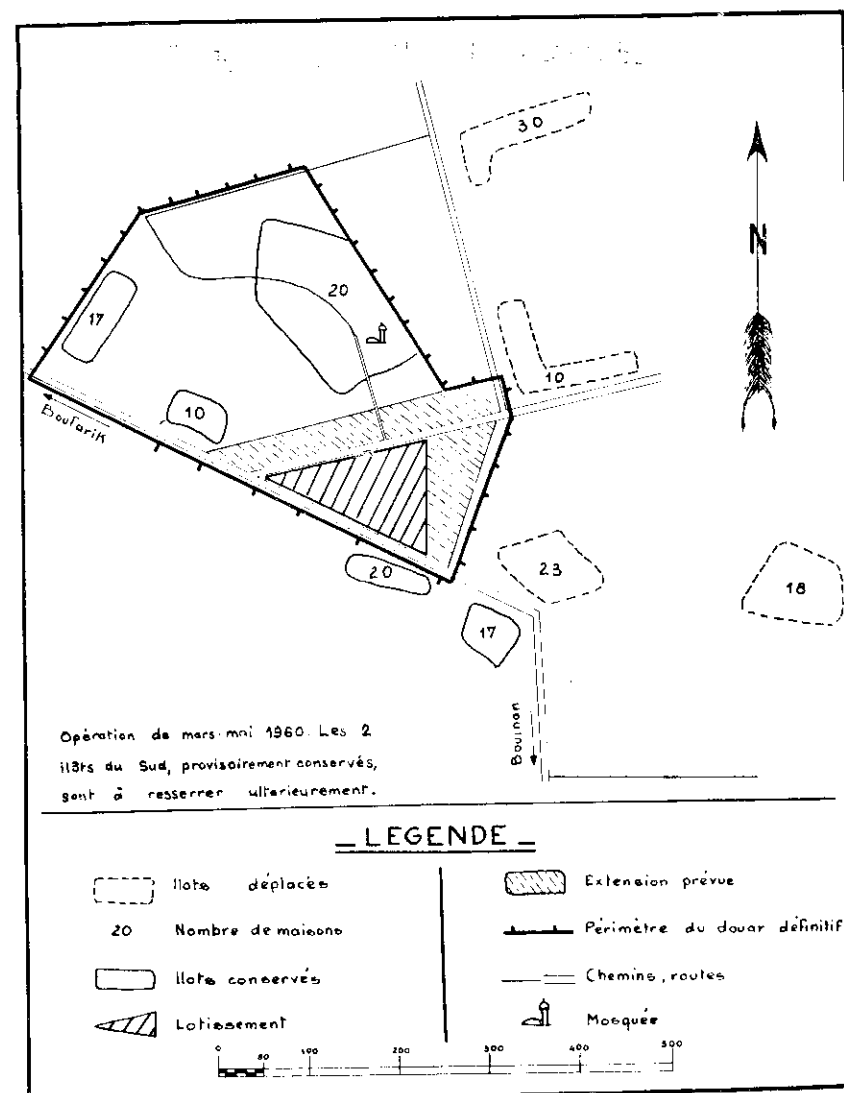 30
N
20
17
10
10
Boufarik
23
18
20
17
Bouinan
Opération de mars-mai 1960. Les 2
ilôts du Sud, provisoirement conservés,
sont à resserrer ultérieurement.
LEGENDE
Ilots déplacés
20 Nombre de maisons
Ilots conservés
Lotissement
Extension prévue
Périmètre du douar définitif
Chemins, routes
Mosquée
0 50 100 200 300 400 500